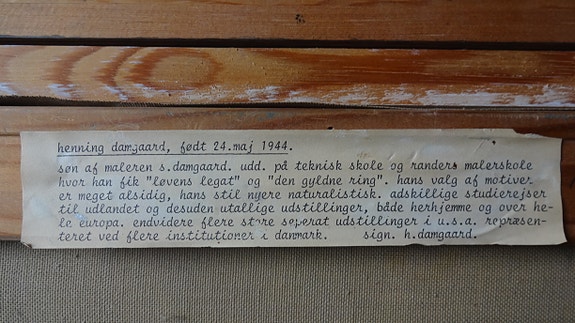 henning damgaard, født 24.maj 1944.
søn af maleren s.damgaard. udd. på teknisk skole og randers malerskole
hvor han fik "løvens legat" og "den gyldne ring". hans valg af motiver
er meget alsidig, hans stil nyere naturalistisk. adskillige studierejser
til udlandet og desuden utallige udstillinger, både herhjemme og over he-
le europa. endvidere flere store seperat udstillinger i u.s.a. repræsen-
teret ved flere institutioner i danmark. sign. h.damgaard.